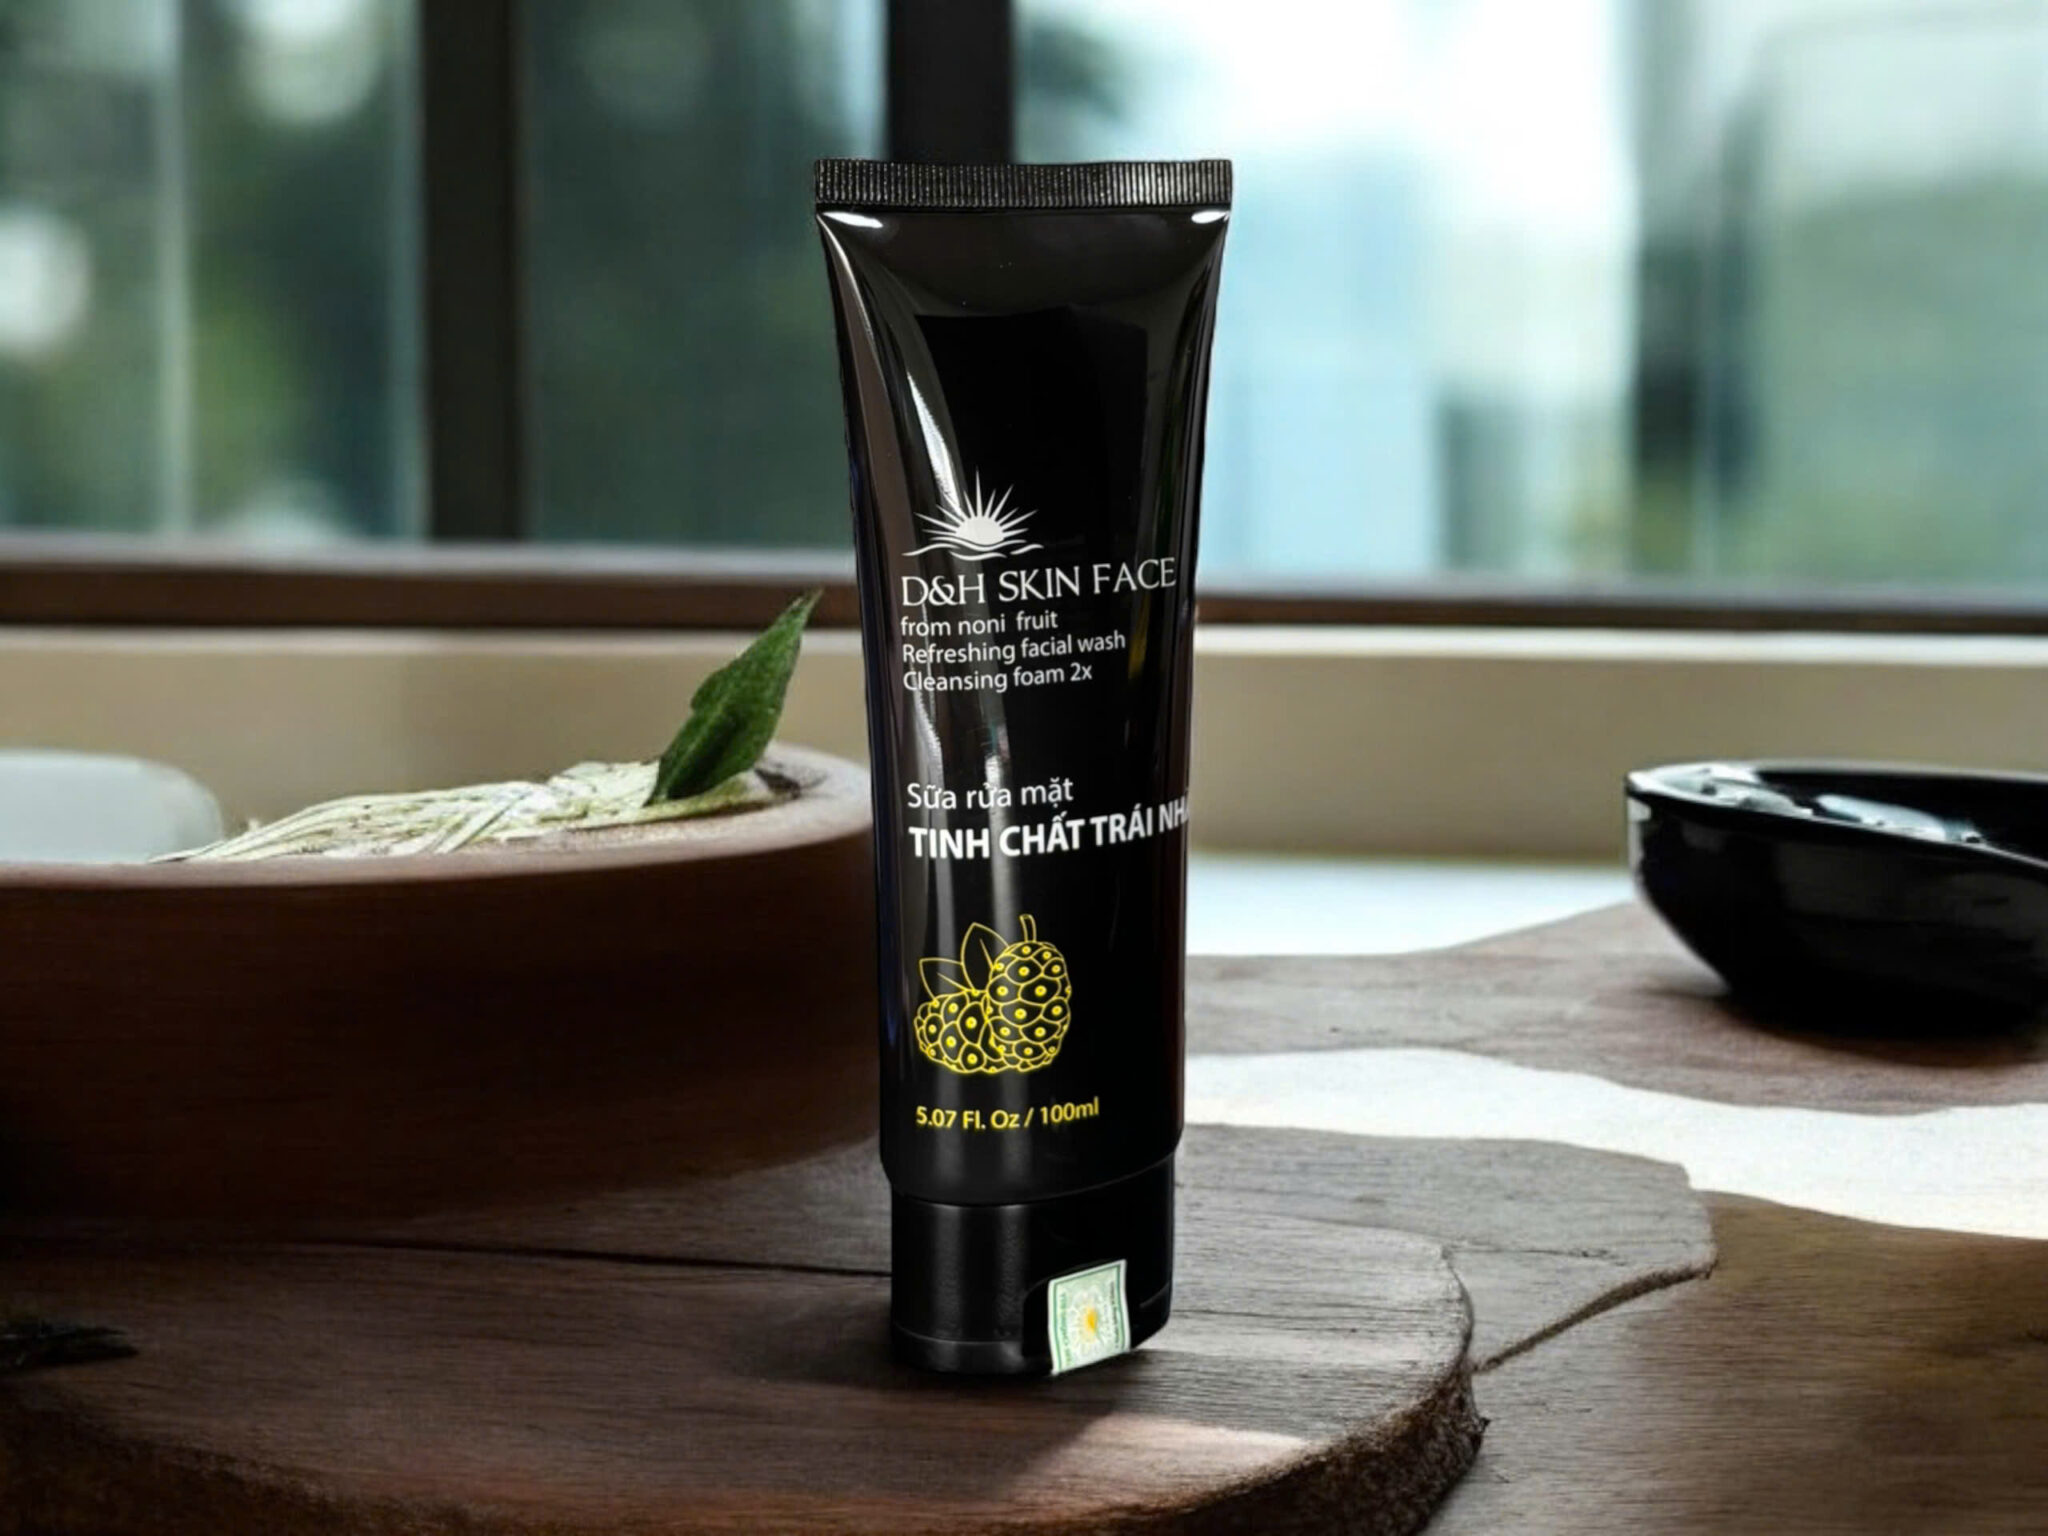 D&H SKIN FACE
from noni fruit
Refreshing facial wash
Cleansing foam 2x
Sữa rửa mặt
TINH CHẤT TRÁI
5.07 Fl. Oz / 100ml